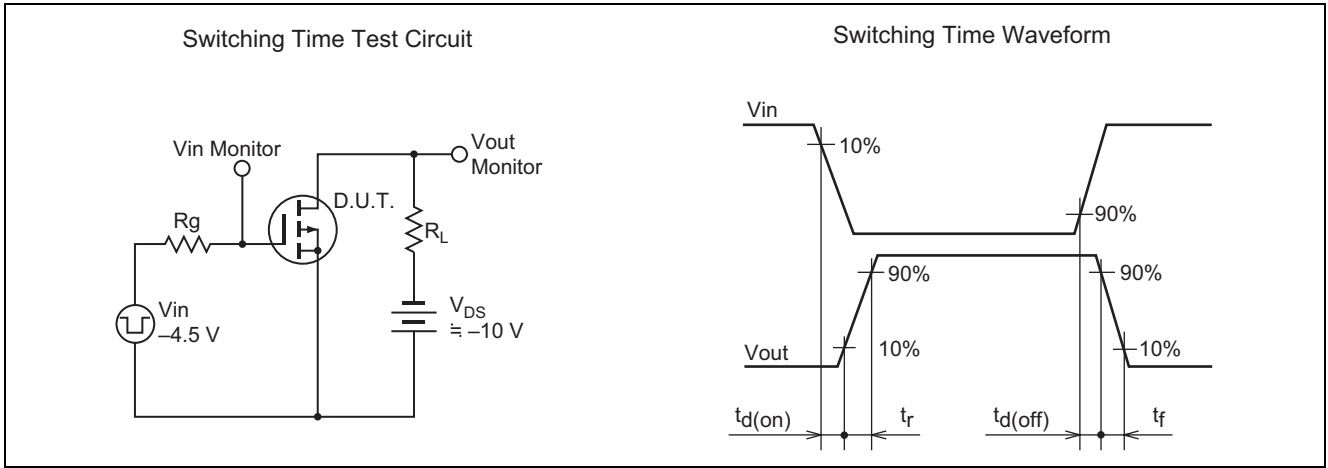 Switching Time Test Circuit
Vin Monitor
Vout
Monitor
D.U.T.
Rg
RL
Vin
–4.5 V
VDS
≒ –10 V
Switching Time Waveform
Vin
10%
90%
90%
90%
Vout
10%
10%
td(on)
tr
td(off)
tf